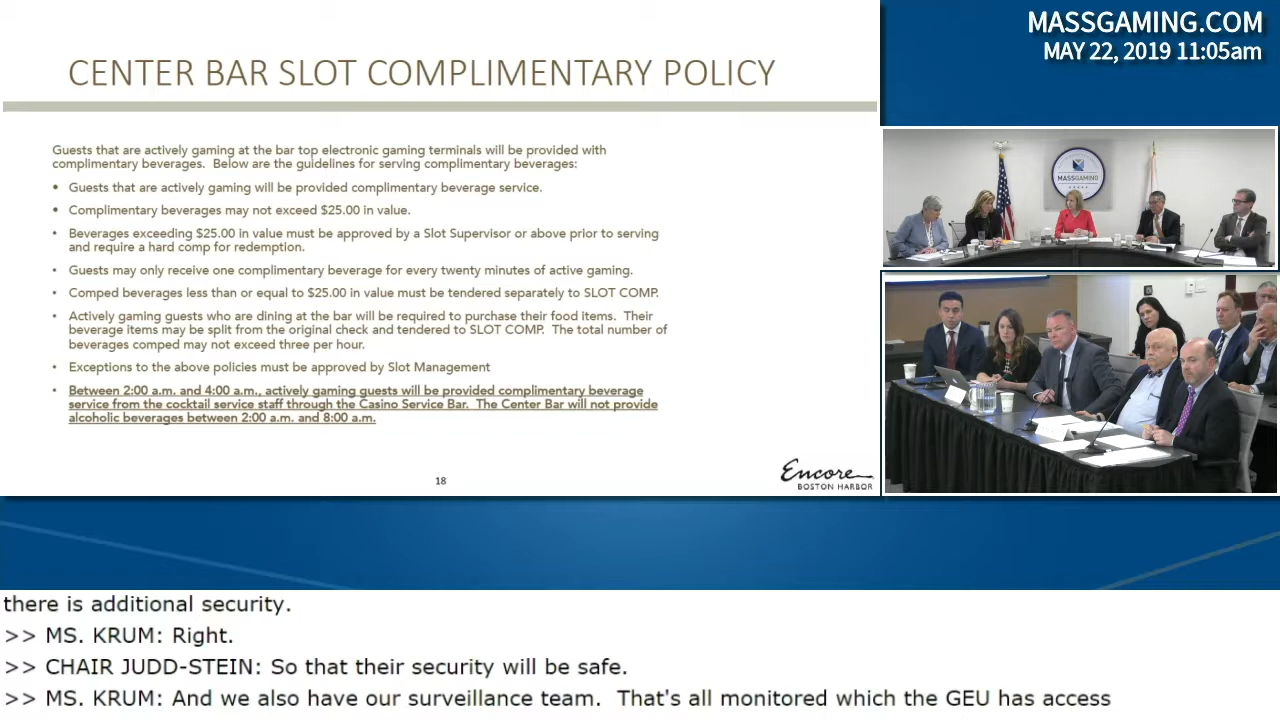 MASSGAMING.COM
MAY 22, 2019 11:05am
CENTER BAR SLOT COMPLIMENTARY POLICY
Guests that are actively gaming at the bar top electronic gaming terminals will be provided with
complimentary beverages. Below are the guidelines for serving complimentary beverages:
• Guests that are actively gaming will be provided complimentary beverage service.
• Complimentary beverages may not exceed $25.00 in value.
• Beverages exceeding $25.00 in value must be approved by a Slot Supervisor or above prior to serving
and require a hard comp for redemption.
• Guests may only receive one complimentary beverage for every twenty minutes of active gaming.
• Comped beverages less than or equal to $25.00 in value must be tendered separately to SLOT COMP.
• Actively gaming guests who are dining at the bar will be required to purchase their food items. Their
beverage items may be split from the original check and tendered to SLOT COMP. The total number of
beverages comped may not exceed three per hour.
• Exceptions to the above policies must be approved by Slot Management
• Between 2:00 a.m. and 4:00 a.m., actively gaming guests will be provided complimentary beverage
service from the cocktail service staff through the Casino Service Bar. The Center Bar will not provide
alcoholic beverages between 2:00 a.m. and 8:00 a.m.
18
Encore
BOSTON HARBOR
MASSGAMING
there is additional security.
>> MS. KRUM: Right.
>> CHAIR JUDD-STEIN: So that their security will be safe.
>> MS. KRUM: And we also have our surveillance team. That's all monitored which the GEU has access